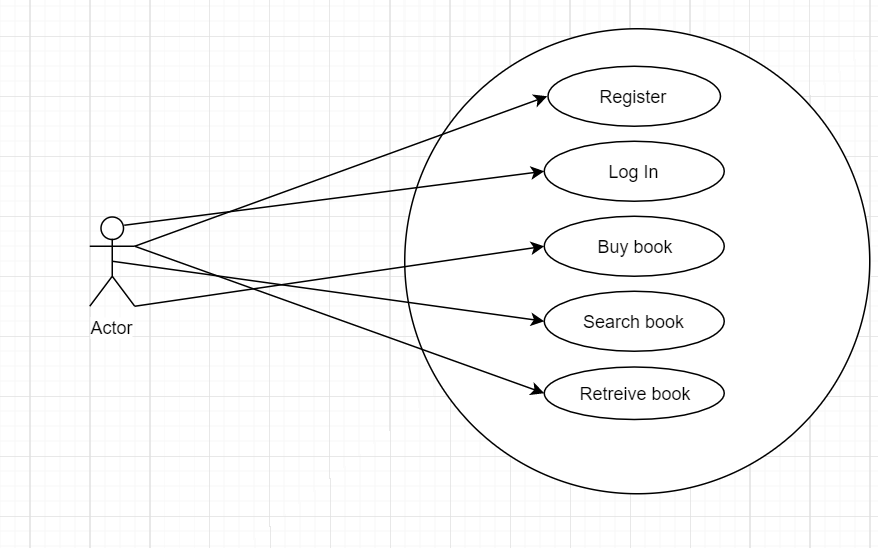 Register
Log In
Buy book
Search book
Retreive book
Actor